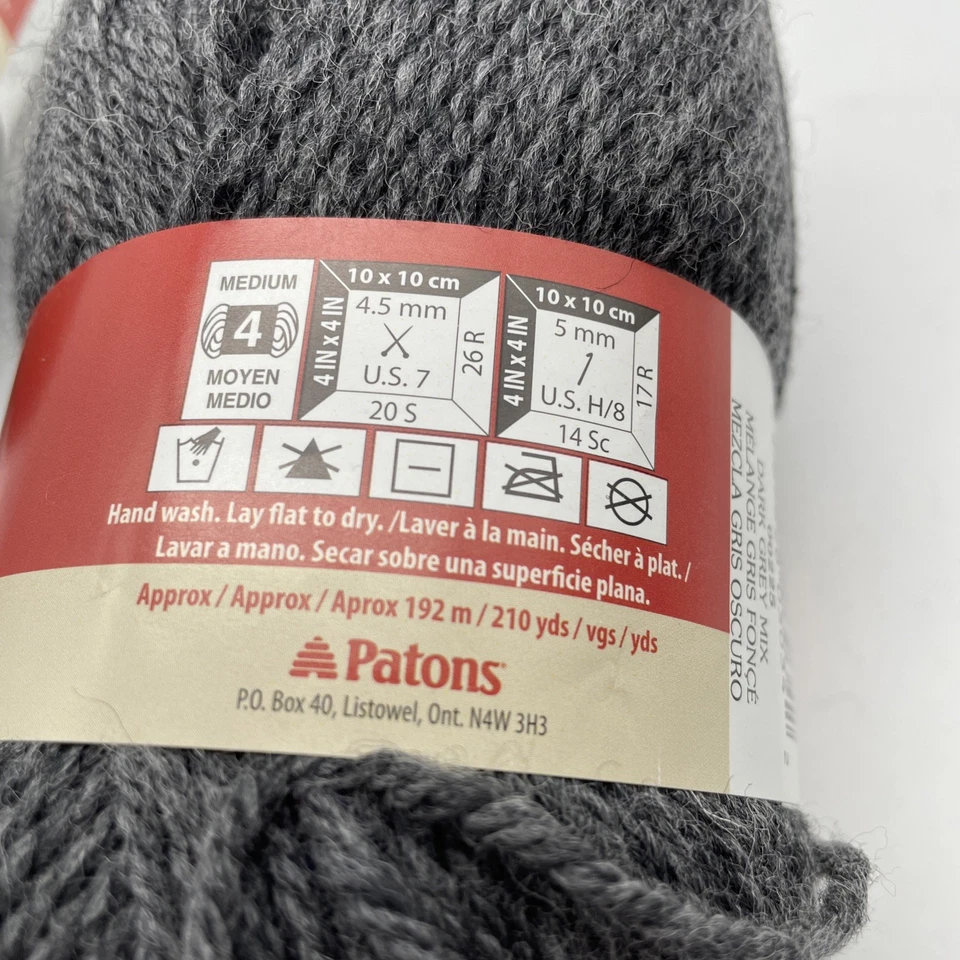 MEDIUM
4
MOYEN
MEDIO
10 x 10 cm
4 IN x 4 IN
4.5 mm
U.S. 7
26 R
20 S
10 x 10 cm
4 IN x 4 IN
5 mm
U.S. H/8
17 R
14 Sc
Hand wash. Lay flat to dry. /Laver à la main. Sécher à plat. /
Lavar a mano. Secar sobre una superficie plana.
Approx / Approx / Aprox 192 m / 210 yds / vgs / yds
Patons
P.O. Box 40, Listowel, Ont. N4W 3H3
DARK GREY MIX
MÉLANGE GRIS FONÇÉ
MEZCLA GRIS OSCURO